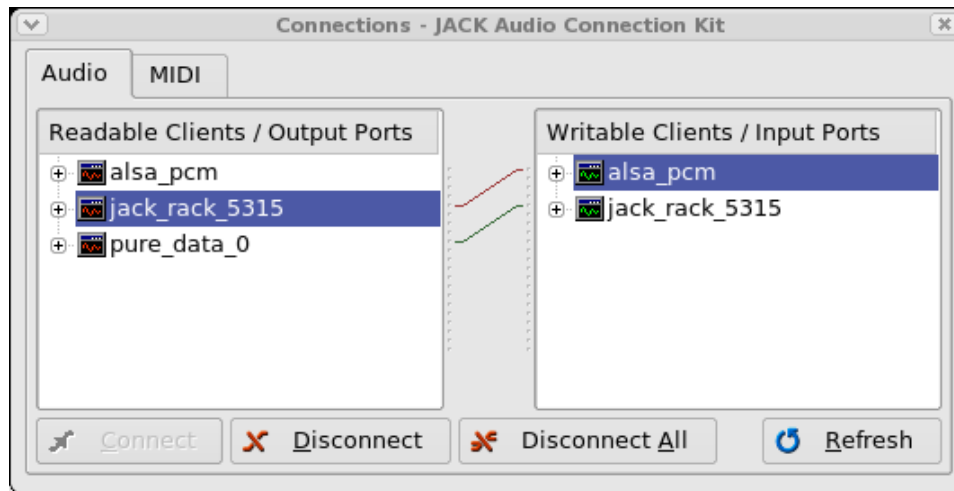 Connections - JACK Audio Connection Kit
Audio MIDI
Readable Clients / Output Ports
alsa_pcm
jack_rack_5315
pure_data_0
Writable Clients / Input Ports
alsa_pcm
jack_rack_5315
Connect Disconnect Disconnect All Refresh